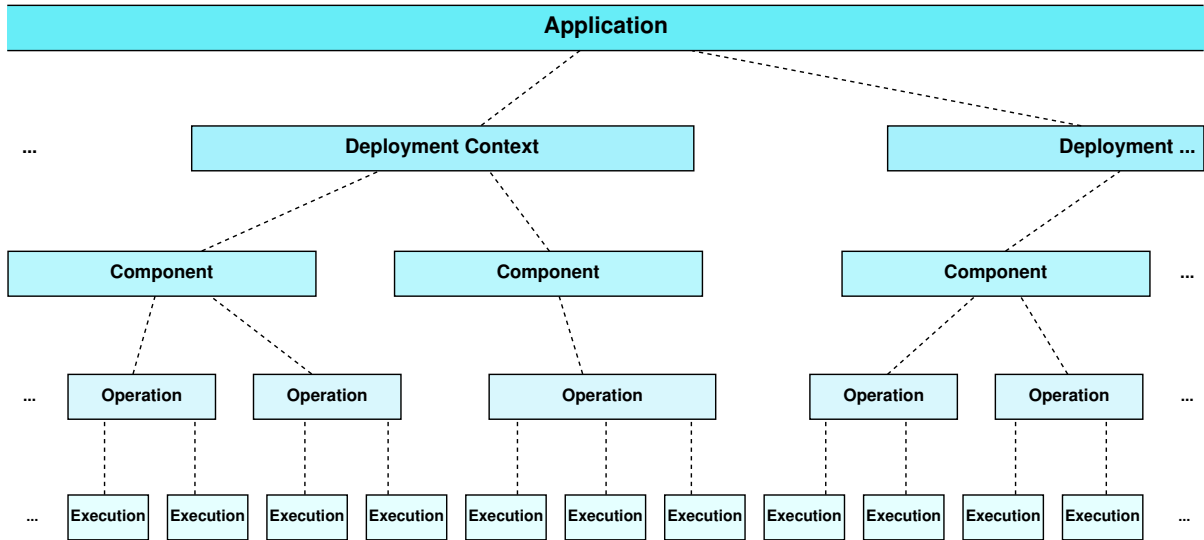 Application
... Deployment Context Deployment ...
Component Component Component ...
... Operation Operation Operation Operation Operation ...
... Execution Execution Execution Execution Execution Execution Execution Execution Execution Execution Execution ...